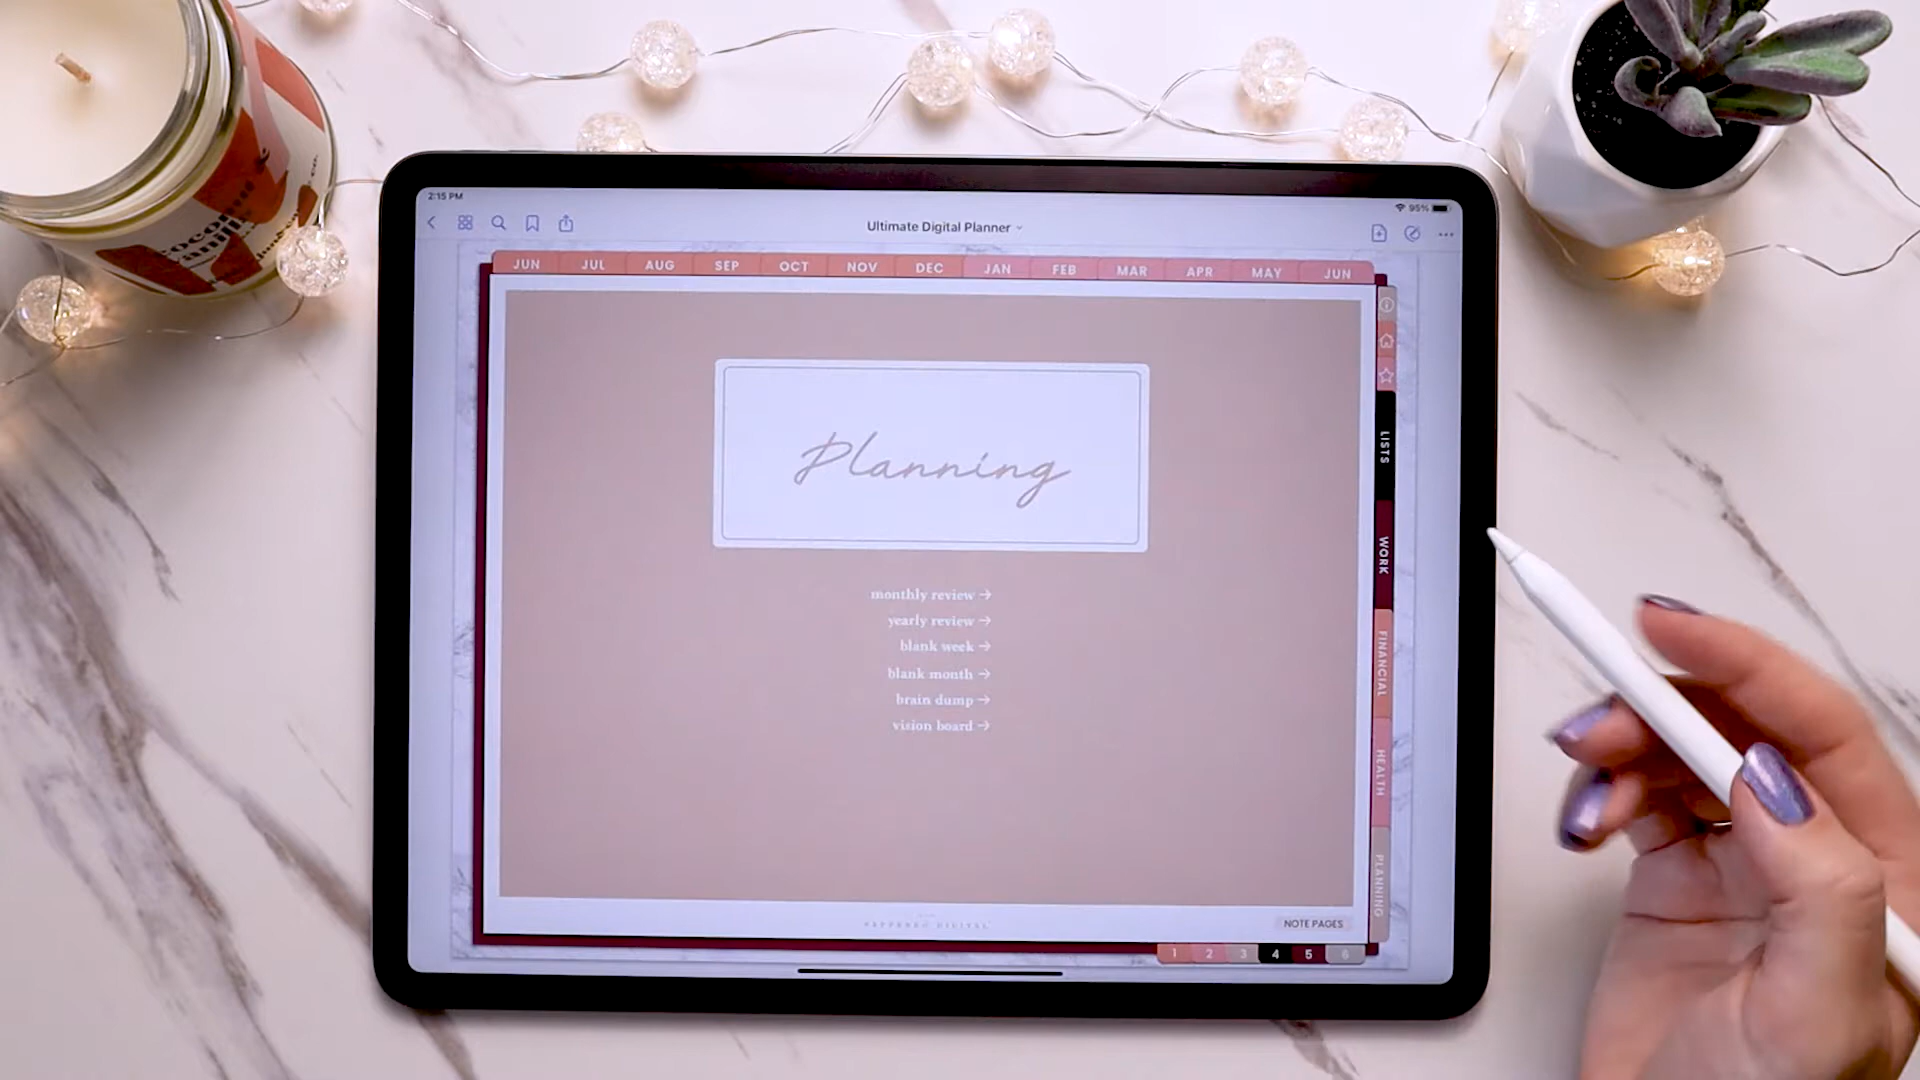 2:15 PM
95%
Ultimate Digital Planner
JUN JUL AUG SEP OCT NOV DEC JAN FEB MAR APR MAY JUN
Planning
monthly review →
yearly review →
blank week →
blank month →
brain dump →
vision board →
LISTS
WORK
FINANCIAL
HEALTH
PLANNING
NOTE PAGES
1 2 3 4 5 6